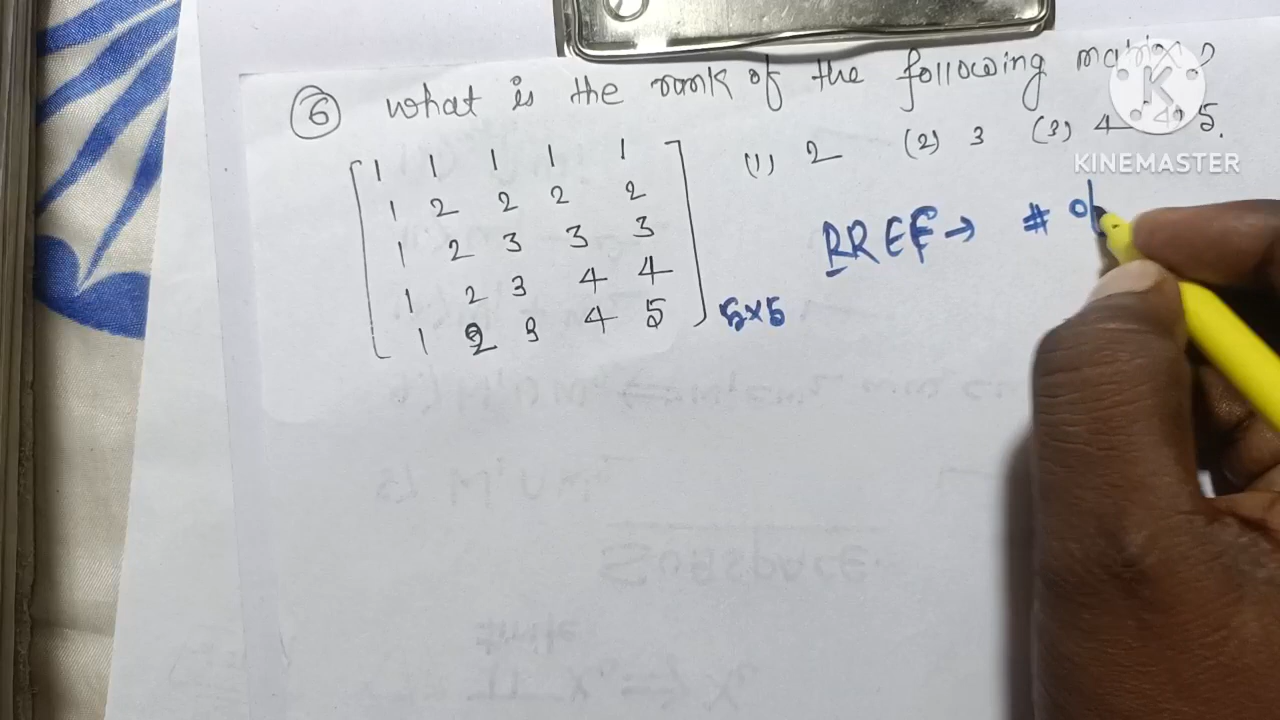 6 What is the rank of the following matrix?
1 1 1 1 1 (1) 2 (2) 3 (3) 4 4) 5.
1 2 2 2 2
1 2 3 3 3
1 2 3 4 4
1 2 3 4 5 5×5
RREF → # of
K
KINEMASTER